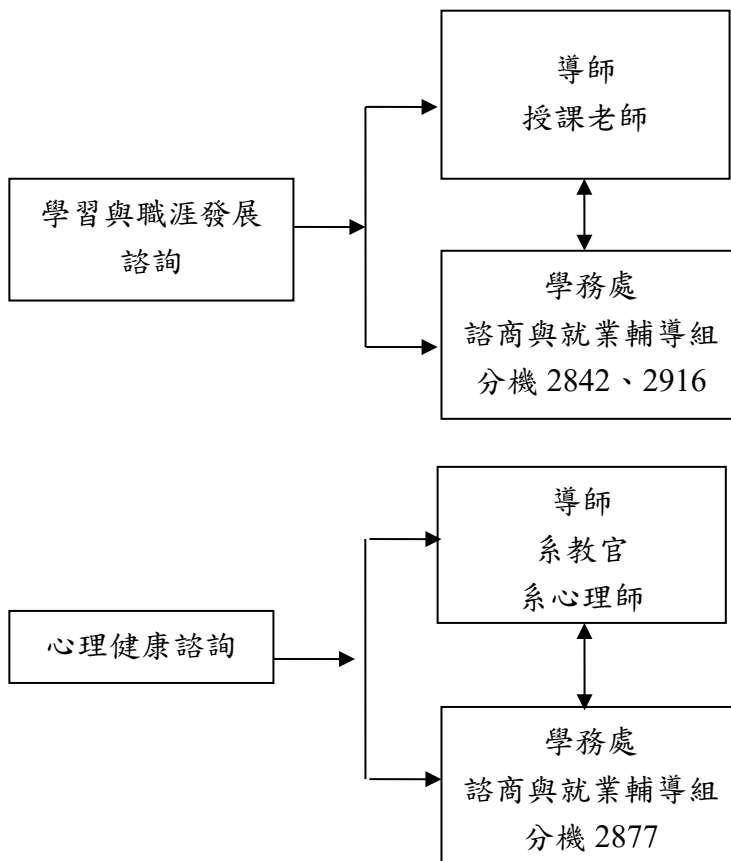 學習與職涯發展
諮詢
導師
授課老師
學務處
諮商與就業輔導組
分機 2842、2916
心理健康諮詢
導師
系教官
系心理師
學務處
諮商與就業輔導組
分機 2877